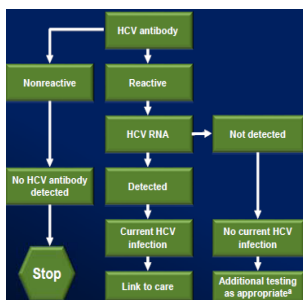 HCV antibody
Nonreactive
Reactive
HCV RNA
Not detected
No HCV antibody
detected
Detected
Current HCV
infection
No current HCV
infection
Stop
Link to care
Additional testing
as appropriateᵃ